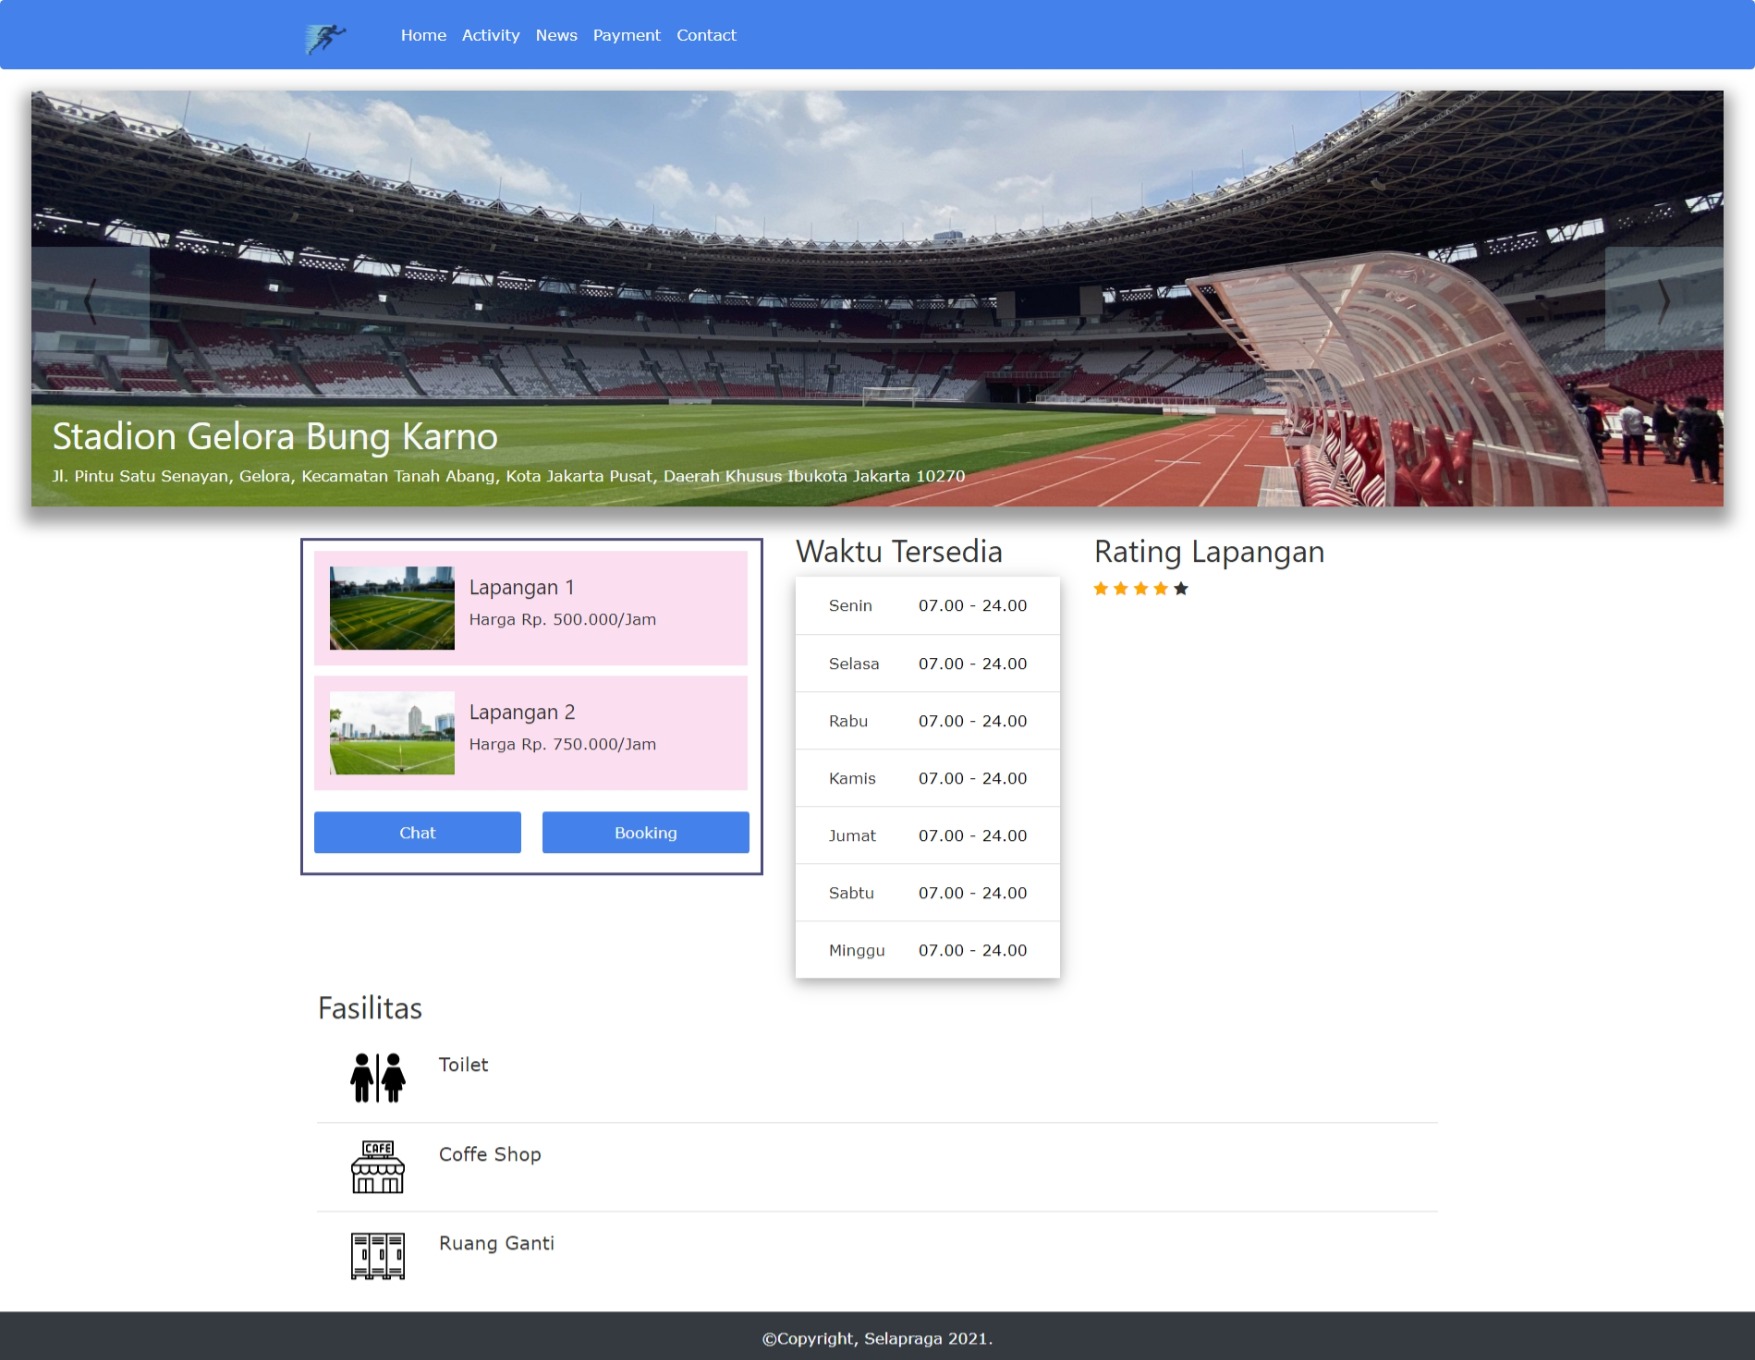 Home Activity News Payment Contact
Stadion Gelora Bung Karno
Jl. Pintu Satu Senayan, Gelora, Kecamatan Tanah Abang, Kota Jakarta Pusat, Daerah Khusus Ibukota Jakarta 10270
Lapangan 1
Harga Rp. 500.000/Jam
Lapangan 2
Harga Rp. 750.000/Jam
Chat Booking
Waktu Tersedia
Senin 07.00 - 24.00
Selasa 07.00 - 24.00
Rabu 07.00 - 24.00
Kamis 07.00 - 24.00
Jumat 07.00 - 24.00
Sabtu 07.00 - 24.00
Minggu 07.00 - 24.00
Rating Lapangan
Fasilitas
Toilet
CAFE
Coffe Shop
Ruang Ganti
©Copyright, Selapraga 2021.